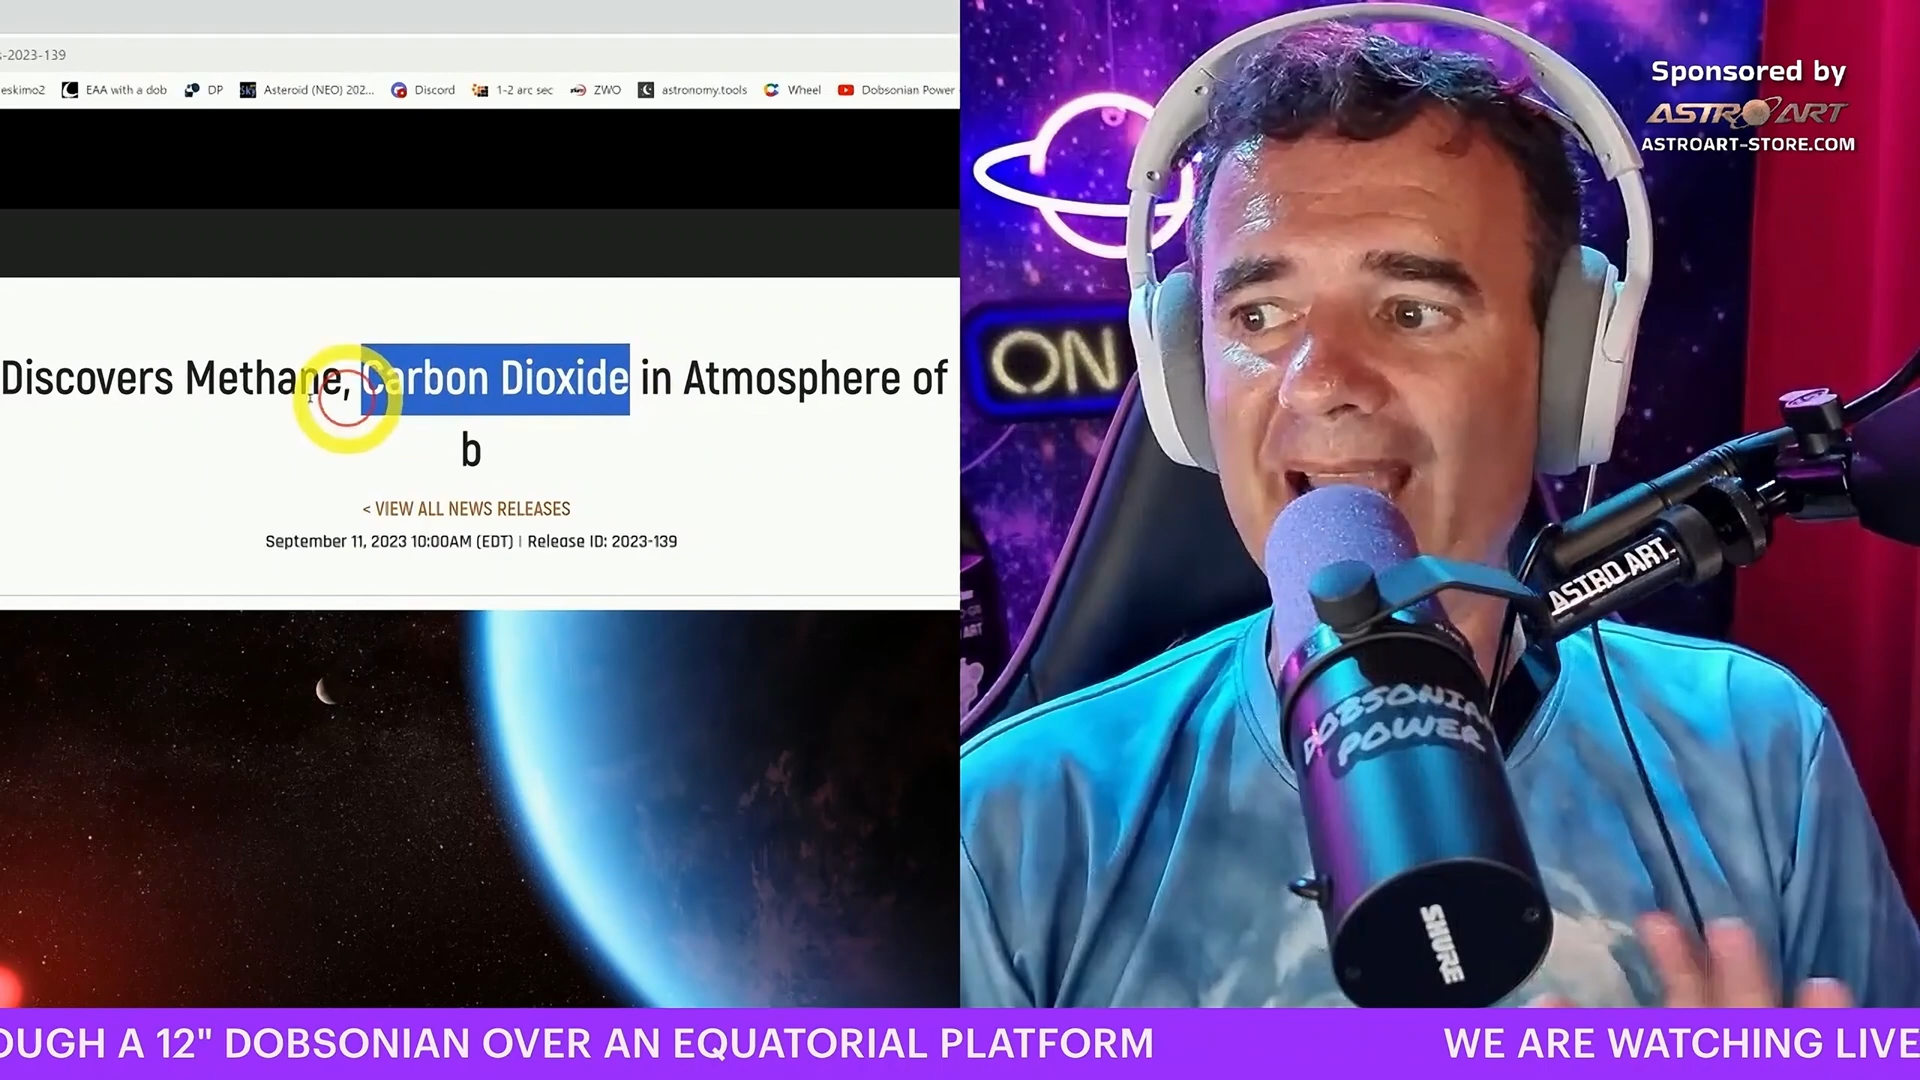 s-2023-139
eskimo2 EAA with a dob DP Asteroid (NEO) 202... Discord 1-2 arc sec ZWO astronomy.tools Wheel Dobsonian Power
Discovers Methane, Carbon Dioxide in Atmosphere of
b
< VIEW ALL NEWS RELEASES
September 11, 2023 10:00AM (EDT) | Release ID: 2023-139
Sponsored by
ASTROART
ASTROART-STORE.COM
ON
ASTRO ART
DOBSONIAN
POWER
SHURE
OUGH A 12" DOBSONIAN OVER AN EQUATORIAL PLATFORM WE ARE WATCHING LIVE